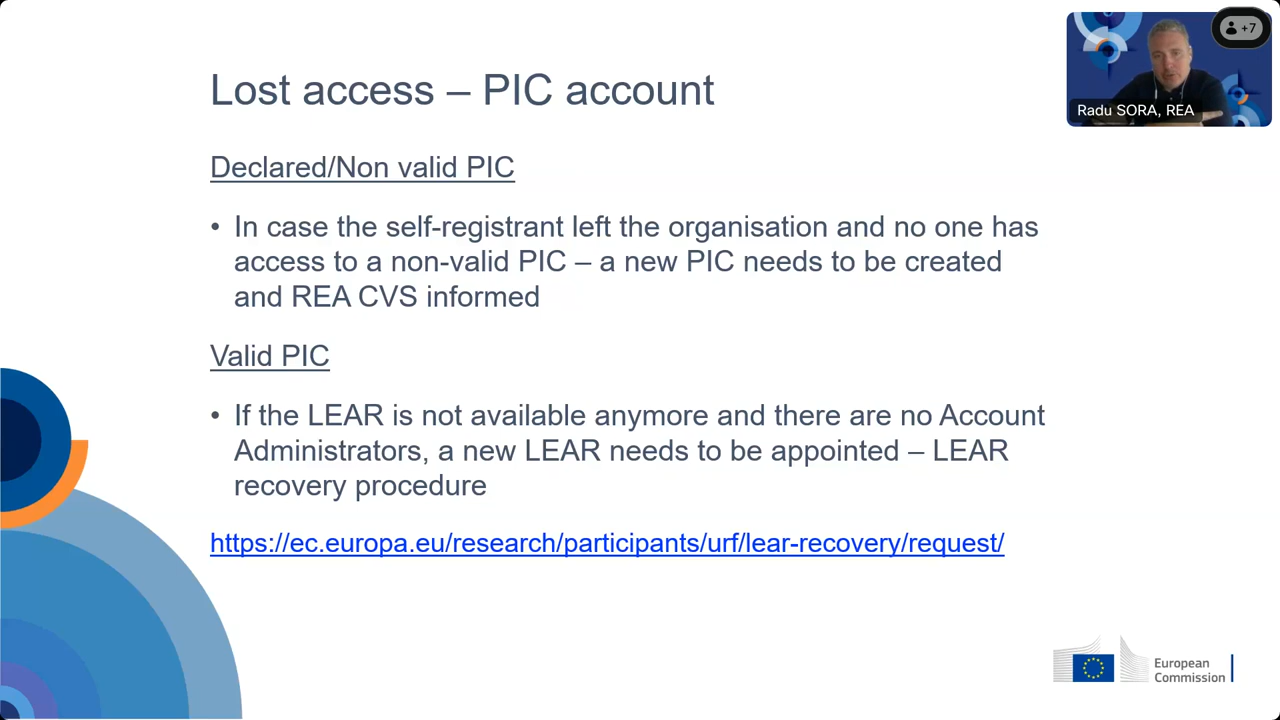 Lost access – PIC account
+7
Radu SORA, REA
Declared/Non valid PIC
• In case the self-registrant left the organisation and no one has
access to a non-valid PIC – a new PIC needs to be created
and REA CVS informed
Valid PIC
• If the LEAR is not available anymore and there are no Account
Administrators, a new LEAR needs to be appointed – LEAR
recovery procedure
https://ec.europa.eu/research/participants/urf/lear-recovery/request/
European
Commission